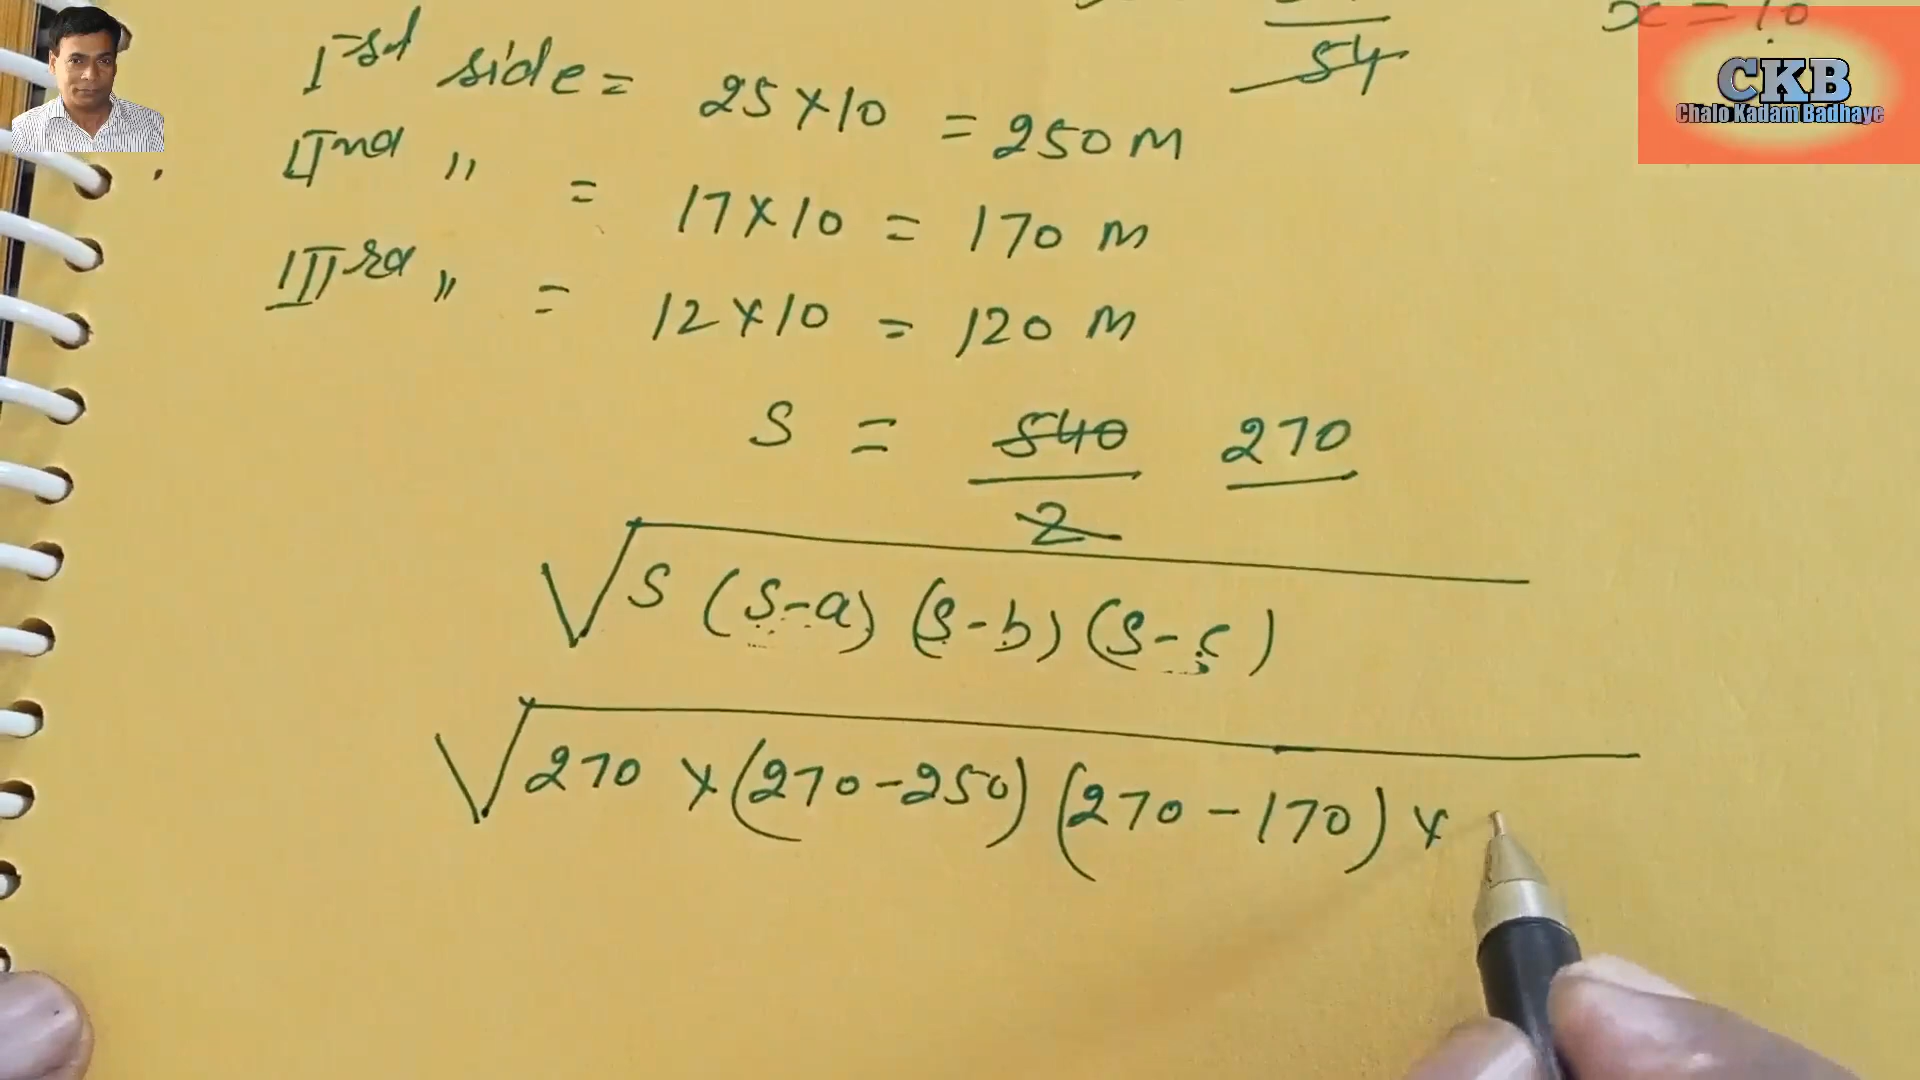 x = 10
54
CKB
Chalo Kadam Badhaye
Ist side = 25 × 10 = 250 M
IInd " = 17 × 10 = 170 M
IIIrd " = 12 × 10 = 120 M
S = 540/2 270
√S (S-a) (S-b) (S-c)
√270 × (270-250) (270-170) ×